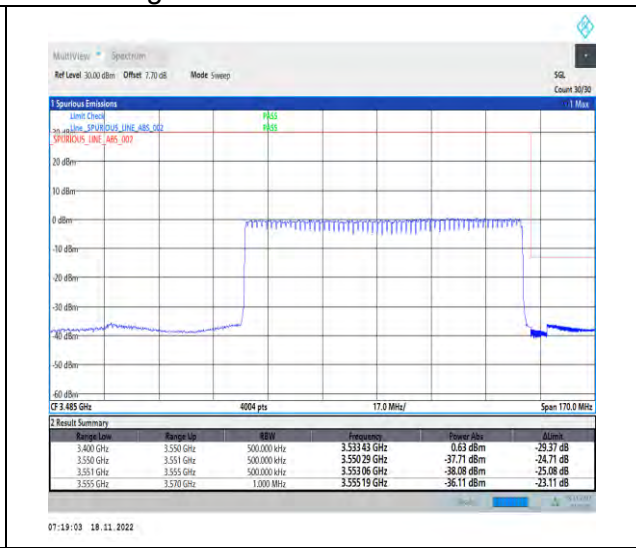 MultiView Spectrum
Ref Level 30.00 dBm Offset 7.70 dB Mode Sweep SGL
Count 30/30
1 Spurious Emissions 1 Max
Limit Check PASS
Line _SPURIOUS_LINE_ABS_002 PASS
_SPURIOUS_LINE_ABS_002
20 dBm
10 dBm
0 dBm
-10 dBm
-20 dBm
-30 dBm
-40 dBm
-50 dBm
-60 dBm
CF 3.485 GHz 4004 pts 17.0 MHz/ Span 170.0 MHz
2 Result Summary
Range Low Range Up RBW Frequency Power Abs ΔLimit
3.400 GHz 3.550 GHz 500.000 kHz 3.533 43 GHz 0.63 dBm -29.37 dB
3.550 GHz 3.551 GHz 500.000 kHz 3.550 29 GHz -37.71 dBm -24.71 dB
3.551 GHz 3.555 GHz 500.000 kHz 3.553 06 GHz -38.08 dBm -25.08 dB
3.555 GHz 3.570 GHz 1.000 MHz 3.555 19 GHz -36.11 dBm -23.11 dB
07:19:03 18.11.2022